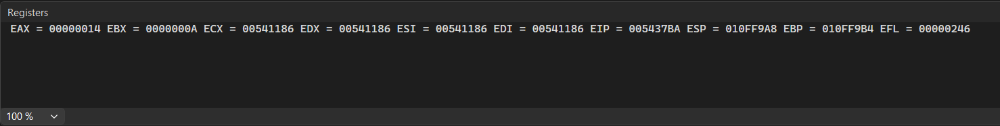 Registers
EAX = 00000014 EBX = 0000000A ECX = 00541186 EDX = 00541186 ESI = 00541186 EDI = 00541186 EIP = 005437BA ESP = 010FF9A8 EBP = 010FF9B4 EFL = 00000246
100 %